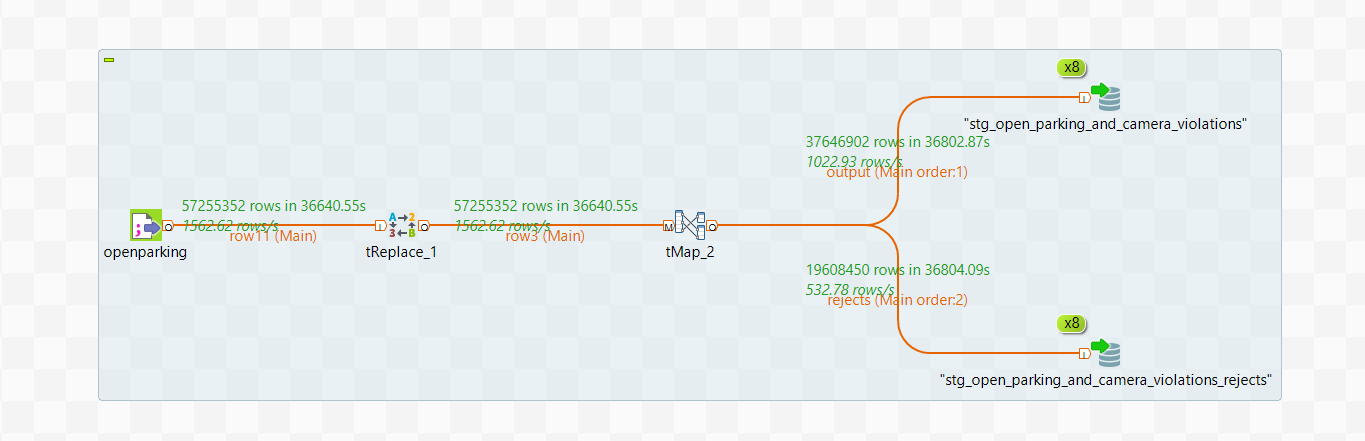 x8
"stg_open_parking_and_camera_violations"
37646902 rows in 36802.87s
1022.93 rows/s
output (Main order:1)
57255352 rows in 36640.55s
1562.62 rows/s
row11 (Main)
57255352 rows in 36640.55s
1562.62 rows/s
row3 (Main)
openparking
tReplace_1
tMap_2
19608450 rows in 36804.09s
532.78 rows/s
rejects (Main order:2)
x8
"stg_open_parking_and_camera_violations_rejects"